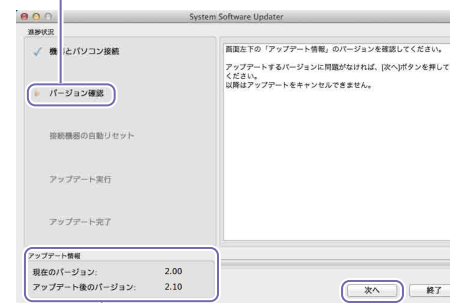 System Software Updater
進捗状況
✓ 機器とパソコン接続
画面左下の「アップデート情報」のバージョンを確認してください。
アップデートするバージョンに問題がなければ、[次へ]ボタンを押して
ください。
以降はアップデートをキャンセルできません。
バージョン確認
接続機器の自動リセット
アップデート実行
アップデート完了
アップデート情報
現在のバージョン: 2.00
アップデート後のバージョン: 2.10
次へ
終了